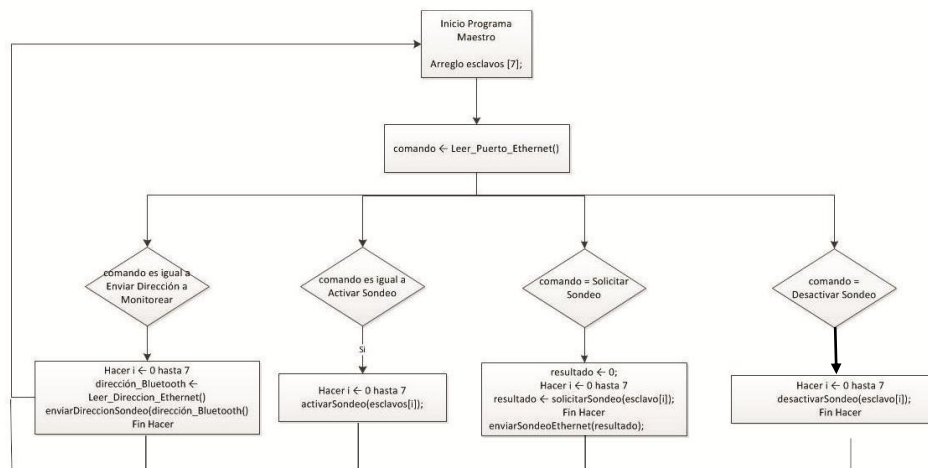 Inicio Programa
Maestro
Arreglo esclavos [7];
comando ← Leer_Puerto_Ethernet()
comando es igual a
Enviar Dirección a
Monitorear
comando es igual a
Activar Sondeo
comando = Solicitar
Sondeo
comando =
Desactivar Sondeo
Si
Hacer i ← 0 hasta 7
dirección_Bluetooth ←
Leer_Direccion_Ethernet()
enviarDireccionSondeo(dirección_Bluetooth()
Fin Hacer
Hacer i ← 0 hasta 7
activarSondeo(esclavos[i]);
resultado ← 0;
Hacer i ← 0 hasta 7
resultado ← solicitarSondeo(esclavo[i]);
Fin Hacer
enviarSondeoEthernet(resultado);
Hacer i ← 0 hasta 7
desactivarSondeo(esclavo[i]);
Fin Hacer